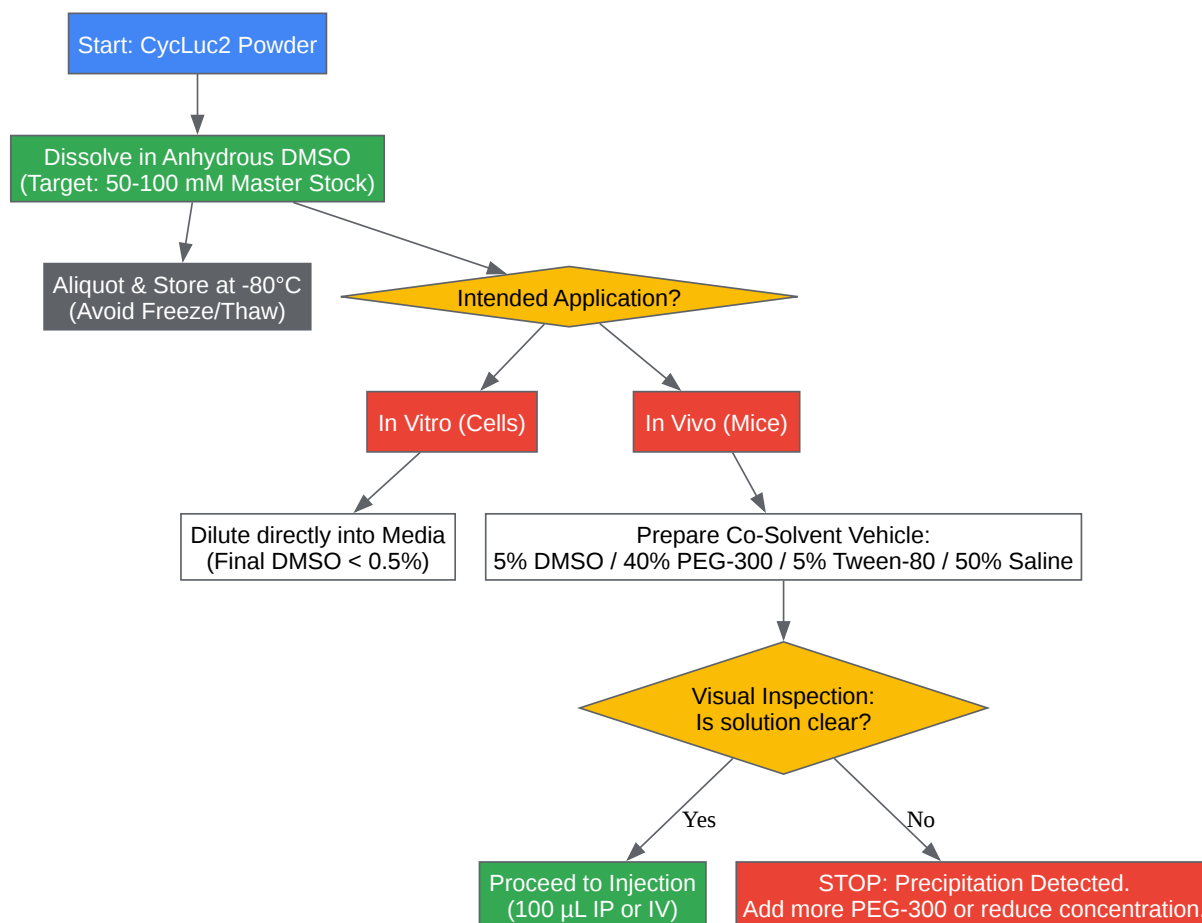 Start: CycLuc2 Powder
Dissolve in Anhydrous DMSO
(Target: 50-100 mM Master Stock)
Aliquot & Store at -80°C
(Avoid Freeze/Thaw)
Intended Application?
In Vitro (Cells)
In Vivo (Mice)
Dilute directly into Media
(Final DMSO < 0.5%)
Prepare Co-Solvent Vehicle:
5% DMSO / 40% PEG-300 / 5% Tween-80 / 50% Saline
Visual Inspection:
Is solution clear?
Yes
No
Proceed to Injection
(100 µL IP or IV)
STOP: Precipitation Detected.
Add more PEG-300 or reduce concentration